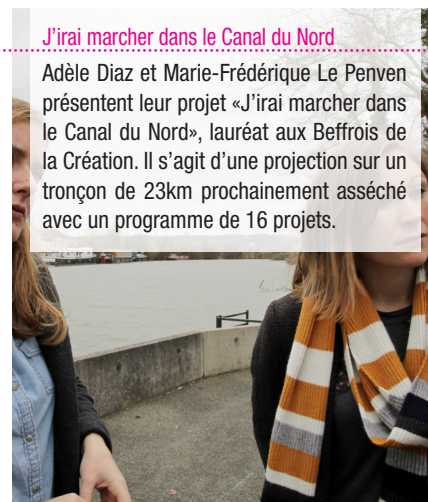 J'irai marcher dans le Canal du Nord
Adèle Diaz et Marie-Frédérique Le Penven
présentent leur projet «J'irai marcher dans
le Canal du Nord», lauréat aux Beffrois de
la Création. Il s'agit d'une projection sur un
tronçon de 23km prochainement asséché
avec un programme de 16 projets.